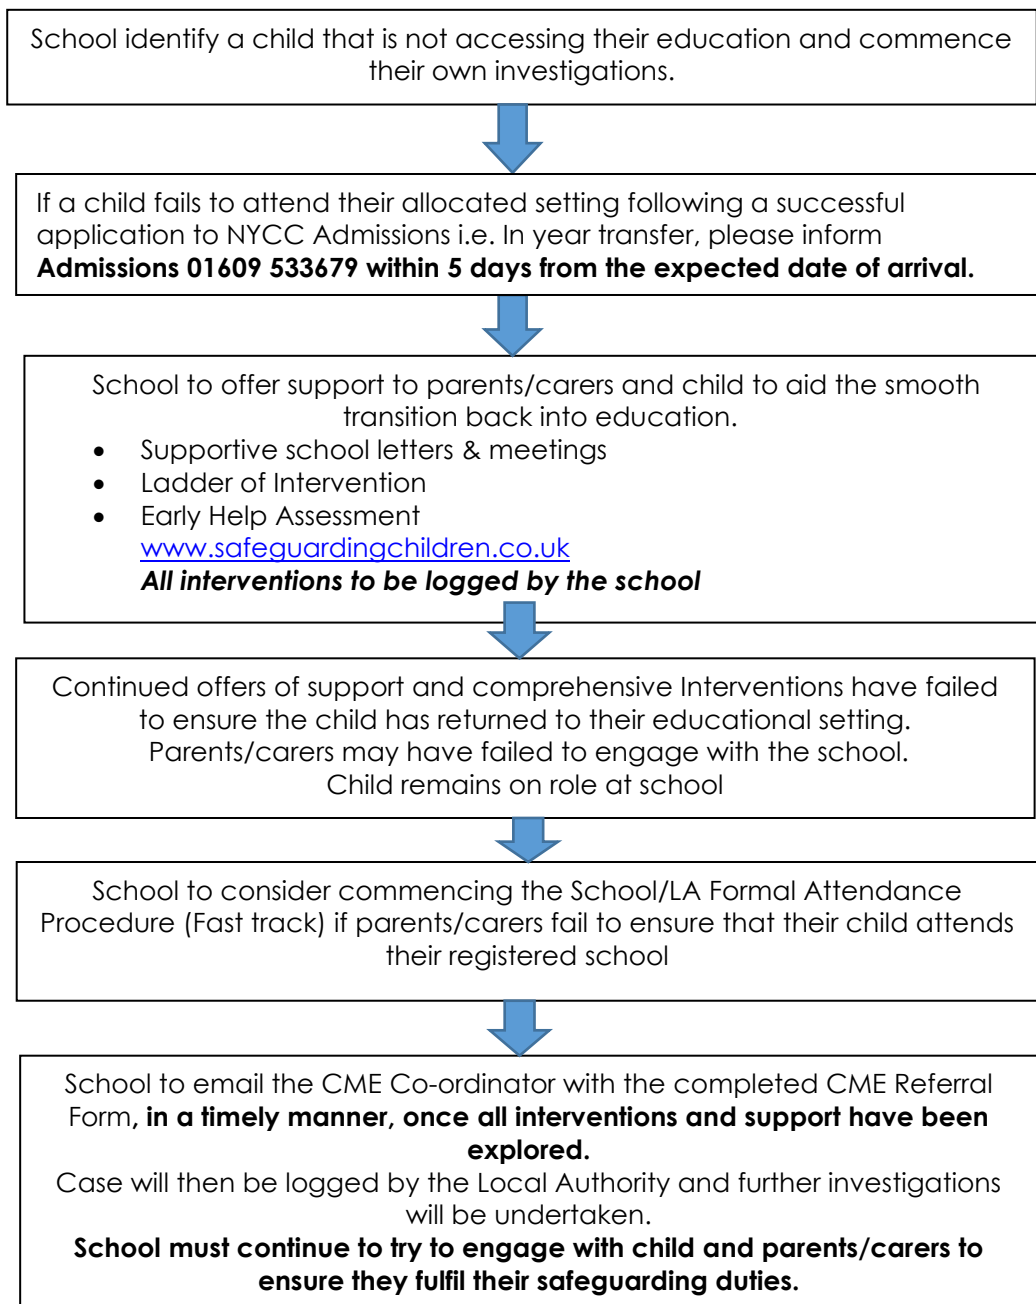 School identify a child that is not accessing their education and commence
their own investigations.
If a child fails to attend their allocated setting following a successful
application to NYCC Admissions i.e. In year transfer, please inform
Admissions 01609 533679 within 5 days from the expected date of arrival.
School to offer support to parents/carers and child to aid the smooth
transition back into education.
• Supportive school letters & meetings
• Ladder of Intervention
• Early Help Assessment
www.safeguardingchildren.co.uk
All interventions to be logged by the school
Continued offers of support and comprehensive Interventions have failed
to ensure the child has returned to their educational setting.
Parents/carers may have failed to engage with the school.
Child remains on role at school
School to consider commencing the School/LA Formal Attendance
Procedure (Fast track) if parents/carers fail to ensure that their child attends
their registered school
School to email the CME Co-ordinator with the completed CME Referral
Form, in a timely manner, once all interventions and support have been
explored.
Case will then be logged by the Local Authority and further investigations
will be undertaken.
School must continue to try to engage with child and parents/carers to
ensure they fulfil their safeguarding duties.